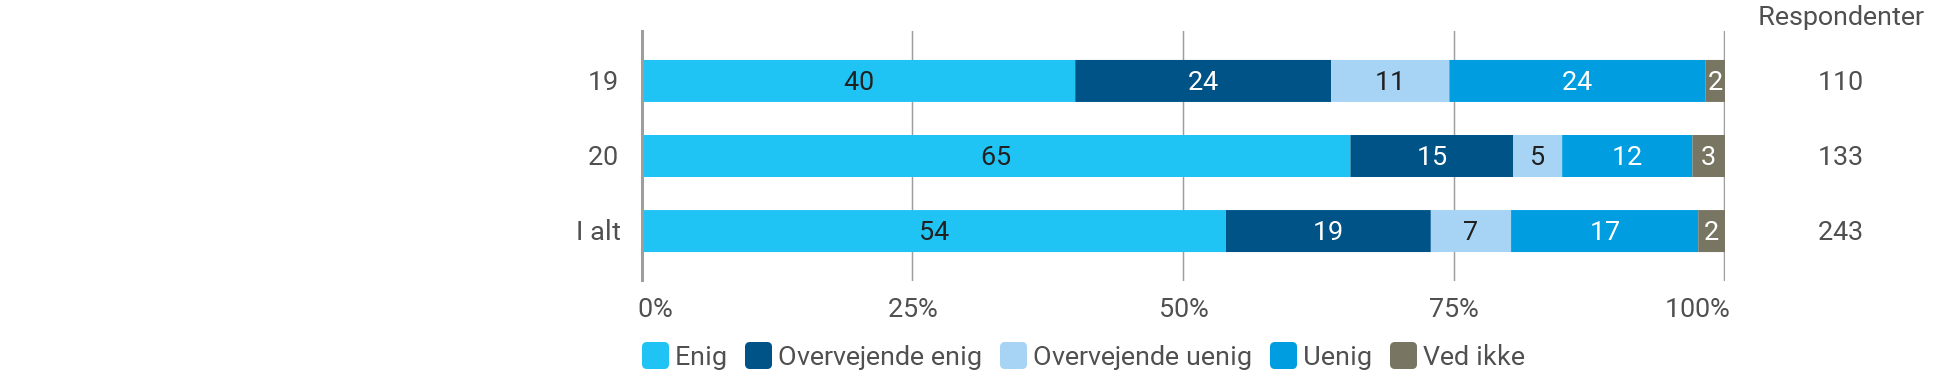 Respondenter
19 40 24 11 24 2 110
20 65 15 5 12 3 133
I alt 54 19 7 17 2 243
0% 25% 50% 75% 100%
Enig Overvejende enig Overvejende uenig Uenig Ved ikke